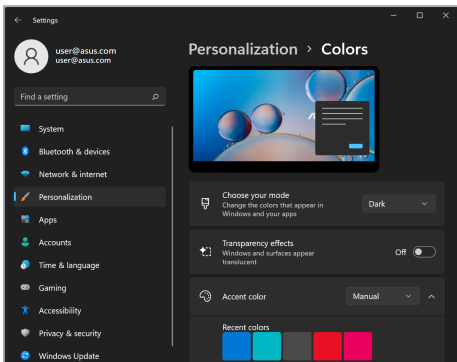 Settings
user@asus.com
user@asus.com
Find a setting
System
Bluetooth & devices
Network & internet
Personalization
Apps
Accounts
Time & language
Gaming
Accessibility
Privacy & security
Windows Update
Personalization > Colors
Choose your mode
Change the colors that appear in
Windows and your apps
Dark
Transparency effects
Windows and surfaces appear
translucent
Off
Accent color
Manual
Recent colors